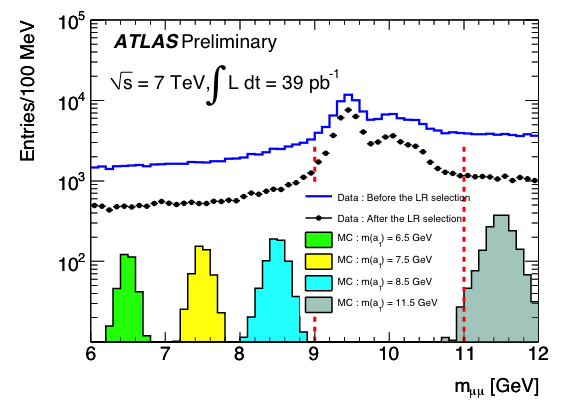 ATLAS Preliminary
√s = 7 TeV, ∫ L dt = 39 pb⁻¹
Entries/100 MeV
10⁵
10⁴
10³
10²
Data : Before the LR selection
Data : After the LR selection
MC : m(a₁) = 6.5 GeV
MC : m(a₁) = 7.5 GeV
MC : m(a₁) = 8.5 GeV
MC : m(a₁) = 11.5 GeV
6 7 8 9 10 11 12
m_μμ [GeV]